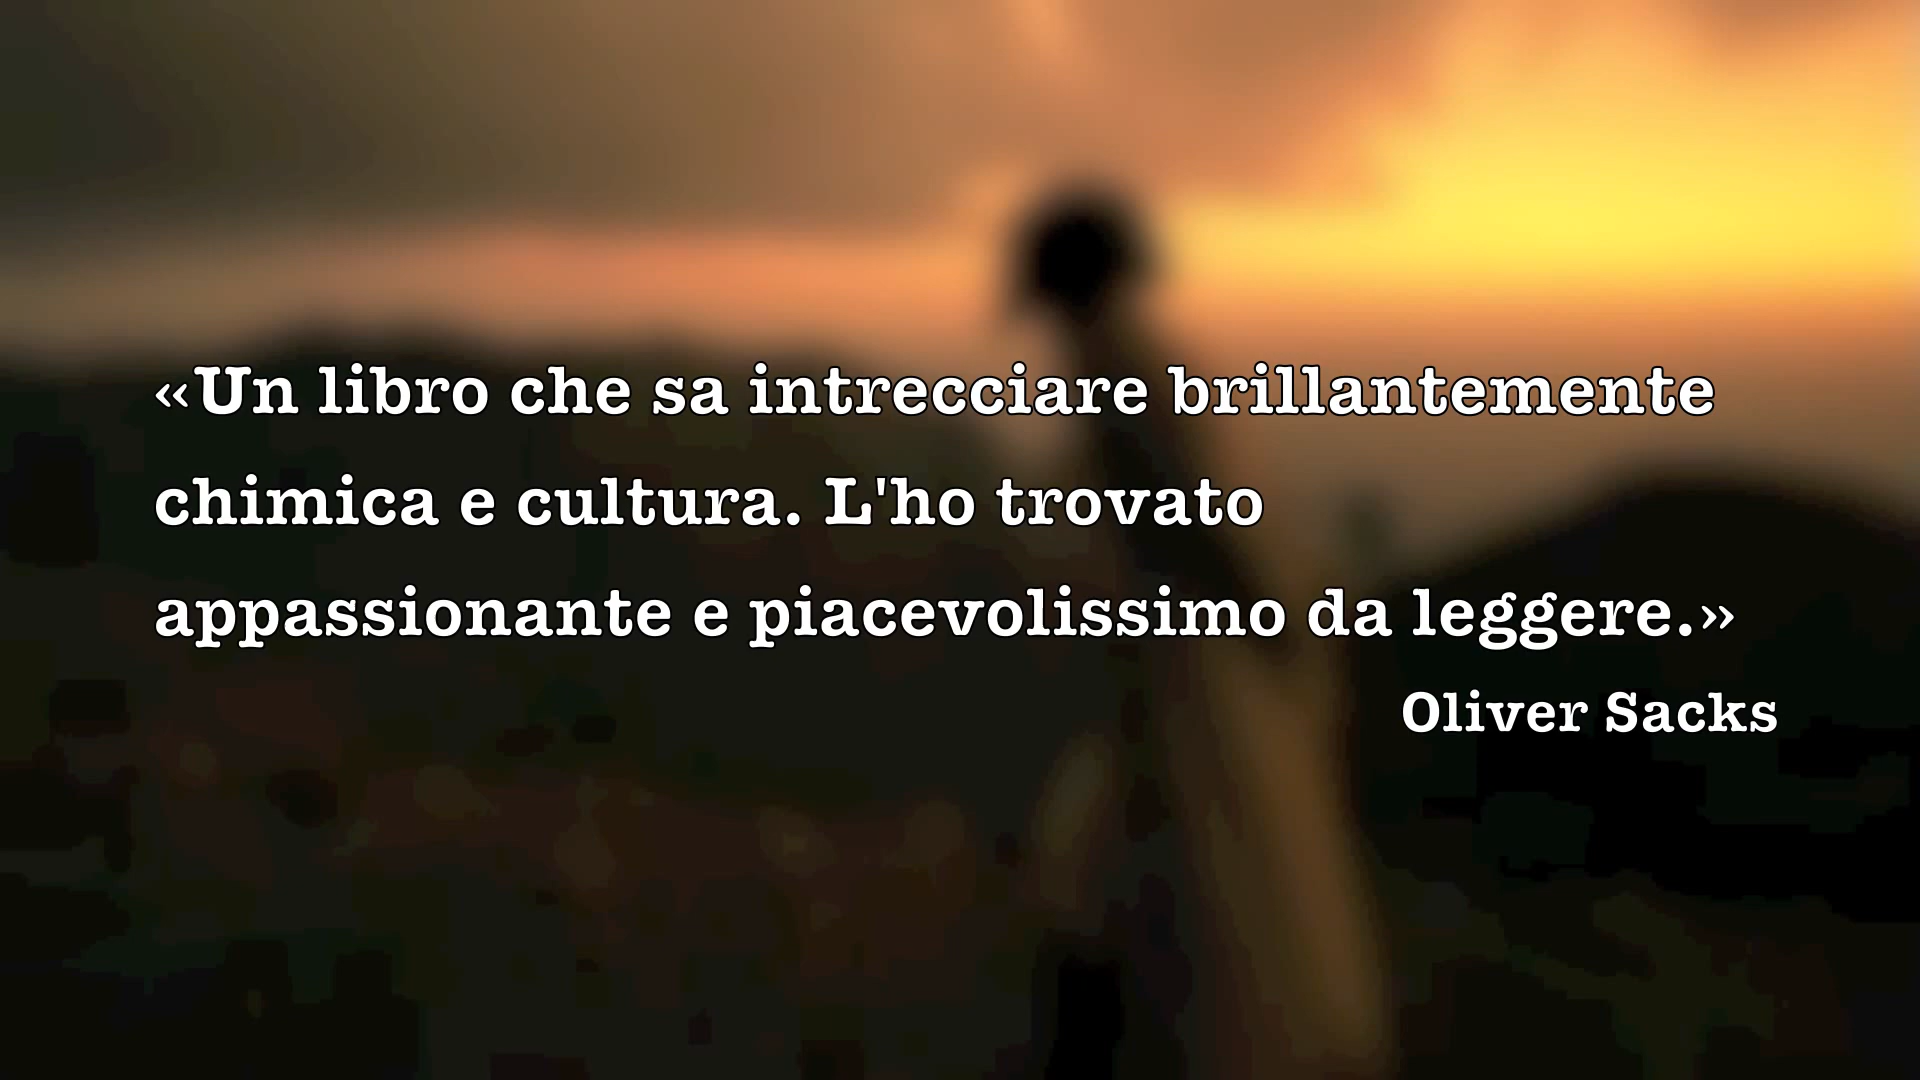 «Un libro che sa intrecciare brillantemente
chimica e cultura. L'ho trovato
appassionante e piacevolissimo da leggere.»
Oliver Sacks